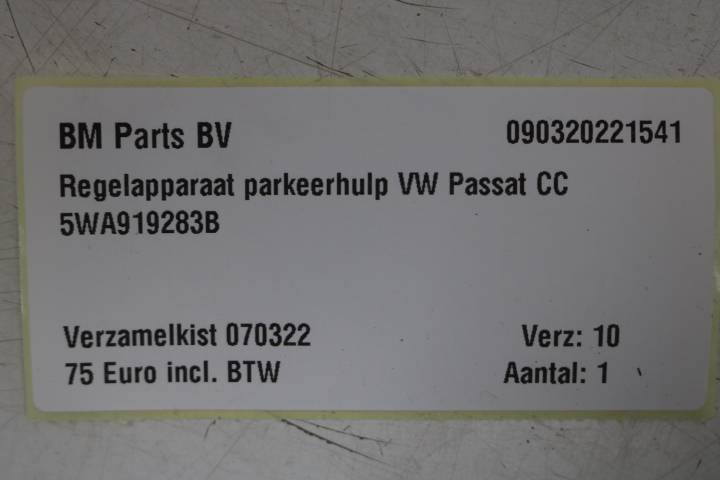 BM Parts BV 090320221541
Regelapparaat parkeerhulp VW Passat CC
5WA919283B
Verzamelkist 070322 Verz: 10
75 Euro incl. BTW Aantal: 1